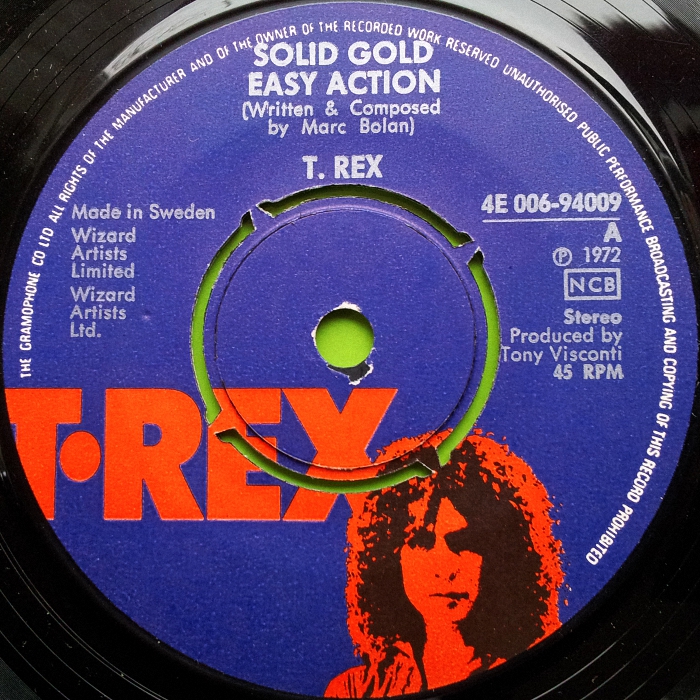 THE GRAMOPHONE CO LTD ALL RIGHTS OF THE MANUFACTURER AND OF THE OWNER OF THE RECORDED WORK RESERVED UNAUTHORISED PUBLIC PERFORMANCE BROADCASTING AND COPYING OF THIS RECORD PROHIBITED
SOLID GOLD
EASY ACTION
(Written & Composed
by Marc Bolan)
T. REX
Made in Sweden
Wizard
Artists
Limited
Wizard
Artists
Ltd.
4E 006-94009
A
Ⓟ 1972
NCB
Stereo
Produced by
Tony Visconti
45 RPM
T·REX